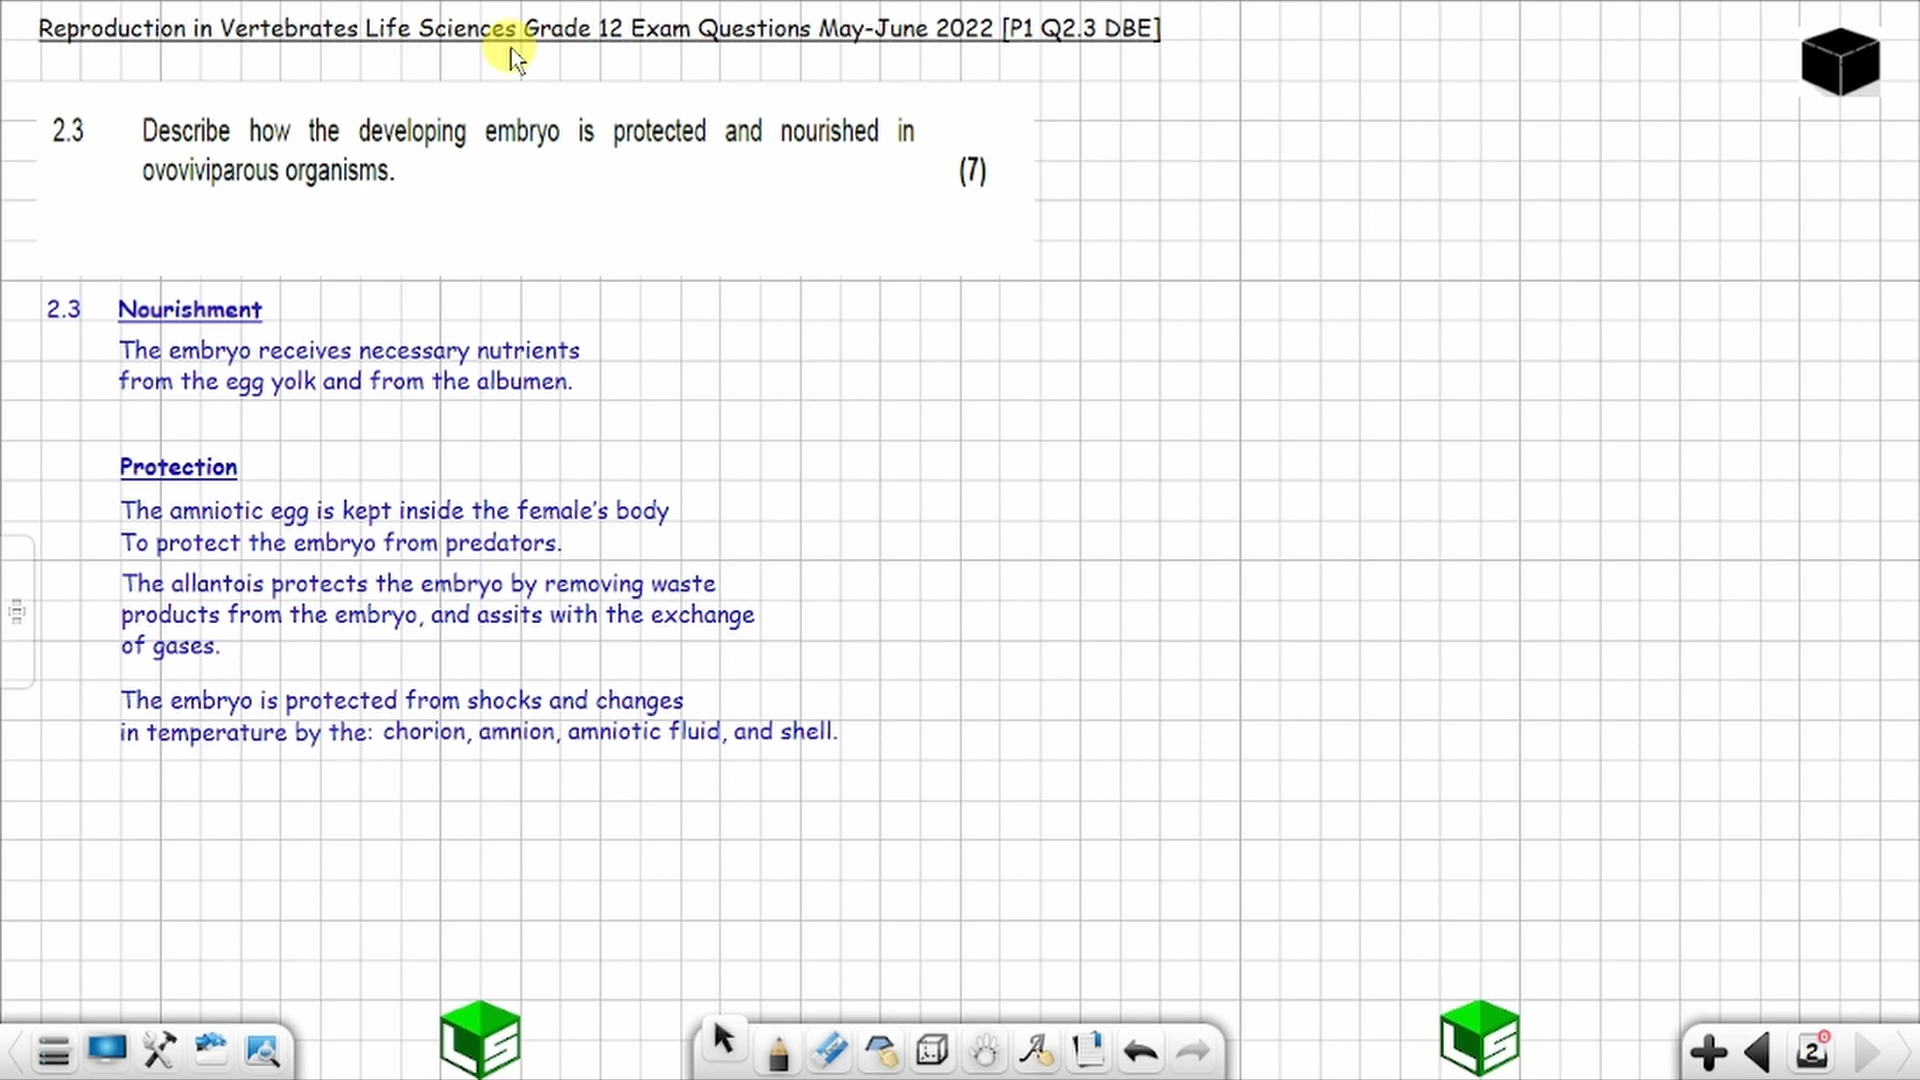 Reproduction in Vertebrates Life Sciences Grade 12 Exam Questions May-June 2022 [P1 Q2.3 DBE]
2.3 Describe how the developing embryo is protected and nourished in
ovoviviparous organisms. (7)
2.3 Nourishment
The embryo receives necessary nutrients
from the egg yolk and from the albumen.
Protection
The amniotic egg is kept inside the female's body
To protect the embryo from predators.
The allantois protects the embryo by removing waste
products from the embryo, and assits with the exchange
of gases.
The embryo is protected from shocks and changes
in temperature by the: chorion, amnion, amniotic fluid, and shell.
LS
LS
2
0